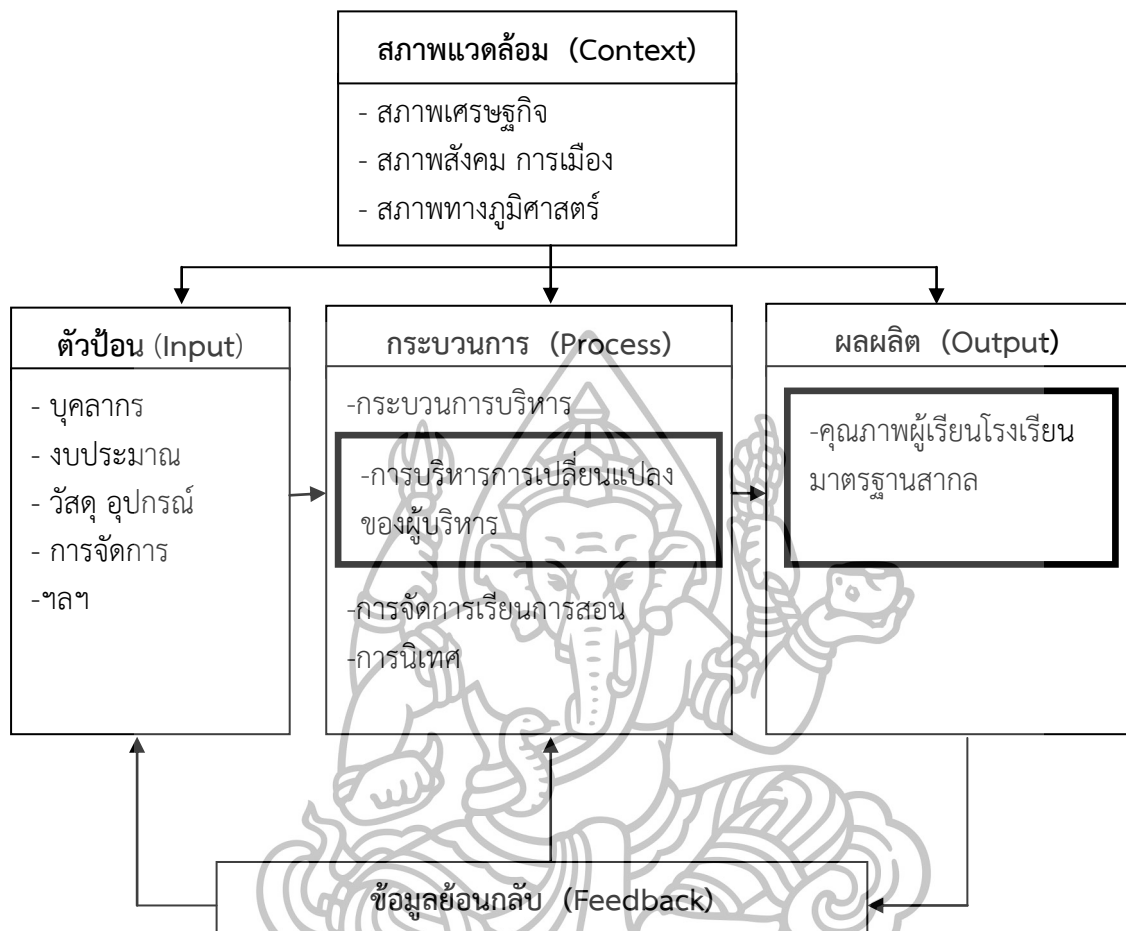 สภาพแวดล้อม (Context)
- สภาพเศรษฐกิจ
- สภาพสังคม การเมือง
- สภาพทางภูมิศาสตร์
ตัวป้อน (Input)
- บุคลากร
- งบประมาณ
- วัสดุ อุปกรณ์
- การจัดการ
-ฯลฯ
กระบวนการ (Process)
-กระบวนการบริหาร
-การบริหารการเปลี่ยนแปลง
ของผู้บริหาร
-การจัดการเรียนการสอน
-การนิเทศ
ผลผลิต (Output)
-คุณภาพผู้เรียนโรงเรียน
มาตรฐานสากล
ข้อมูลย้อนกลับ (Feedback)